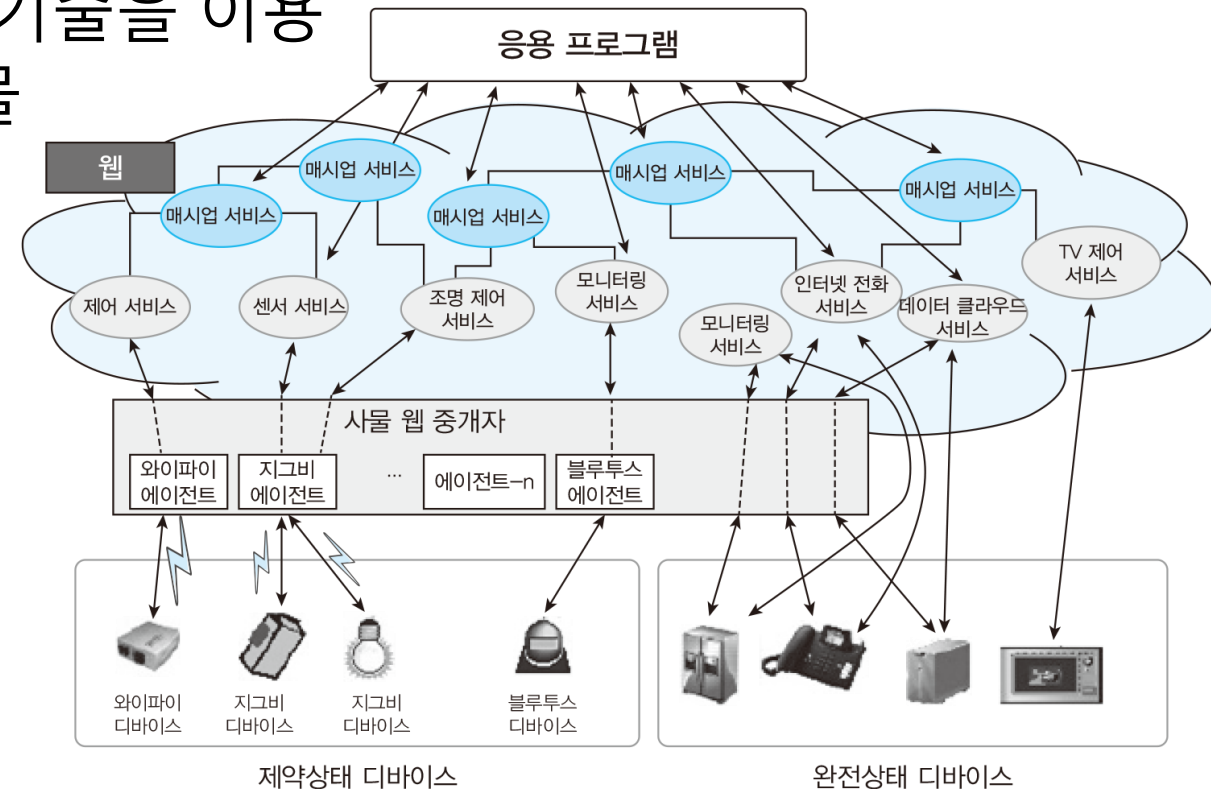 기술을 이용
물
응용 프로그램
웹
매시업 서비스
매시업 서비스
매시업 서비스
매시업 서비스
매시업 서비스
제어 서비스
센서 서비스
조명 제어
서비스
모니터링
서비스
모니터링
서비스
인터넷 전화
서비스
데이터 클라우드
서비스
TV 제어
서비스
사물 웹 중개자
와이파이
에이전트
지그비
에이전트
...
에이전트-n
블루투스
에이전트
와이파이
디바이스
지그비
디바이스
지그비
디바이스
블루투스
디바이스
제약상태 디바이스
완전상태 디바이스